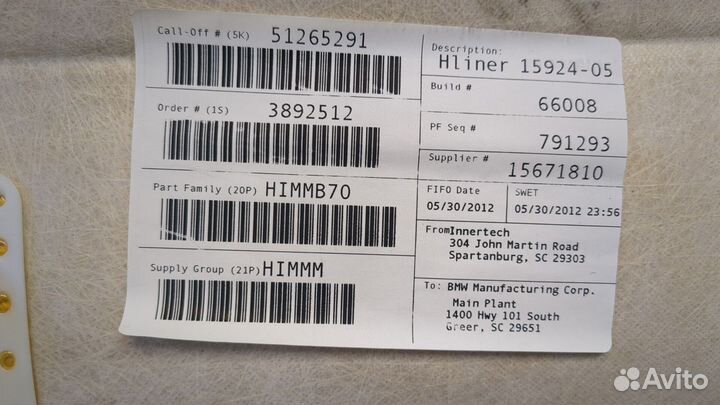 Call-Off # (5K) 51265291
Order # (1S) 3892512
Part Family (20P) HIMMB70
Supply Group (21P) HIMMM
Description:
Hliner 15924-05
Build #
66008
PF Seq #
791293
Supplier #
15671810
FIFO Date
05/30/2012
SWET
05/30/2012 23:56
From Innertech
304 John Martin Road
Spartanburg, SC 29303
To: BMW Manufacturing Corp.
Main Plant
1400 Hwy 101 South
Greer, SC 29651
Avito